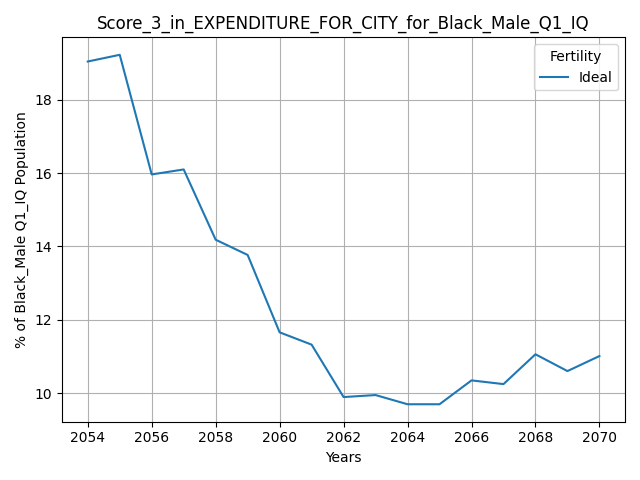 Score_3_in_EXPENDITURE_FOR_CITY_for_Black_Male_Q1_IQ
Fertility
Ideal
% of Black_Male Q1_IQ Population
18
16
14
12
10
2054 2056 2058 2060 2062 2064 2066 2068 2070
Years